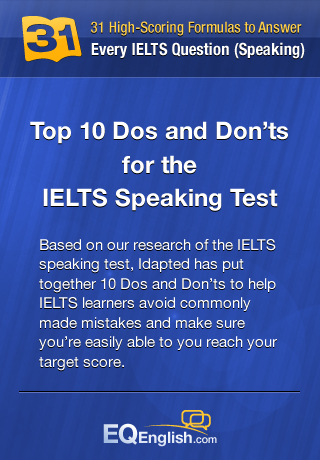 31
31 High-Scoring Formulas to Answer
Every IELTS Question (Speaking)
Top 10 Dos and Don'ts
for the
IELTS Speaking Test
Based on our research of the IELTS
speaking test, Idapted has put
together 10 Dos and Don'ts to help
IELTS learners avoid commonly
made mistakes and make sure
you're easily able to reach your
target score.
EQEnglish.com